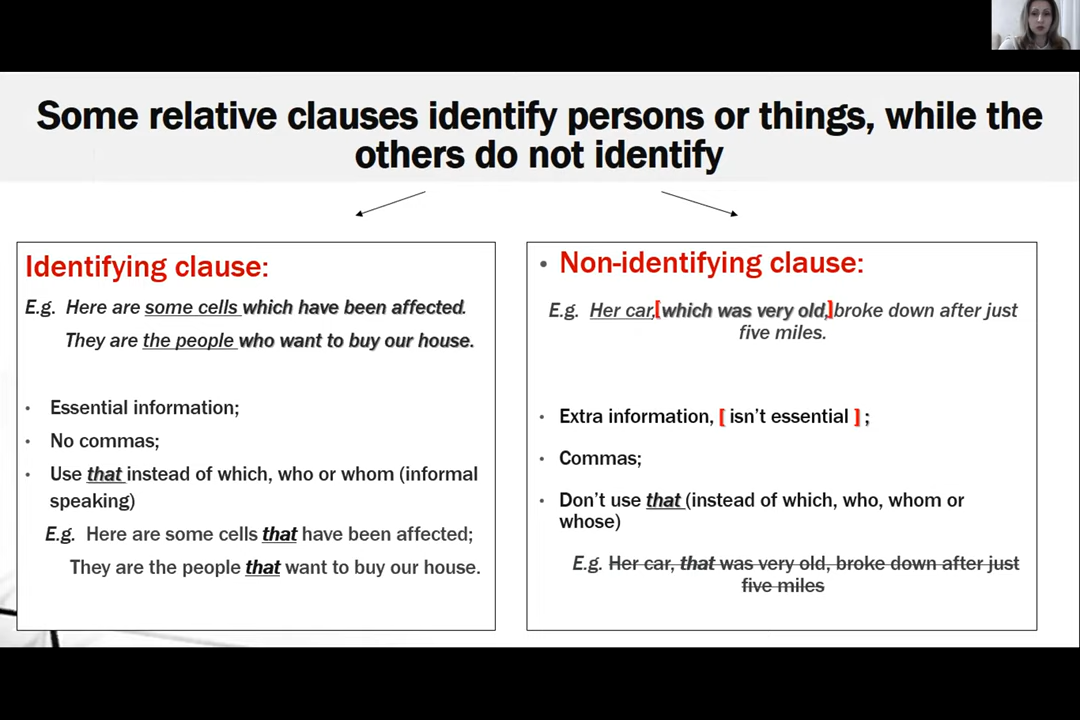 Some relative clauses identify persons or things, while the
others do not identify
Identifying clause:
E.g. Here are some cells which have been affected.
They are the people who want to buy our house.
• Essential information;
• No commas;
• Use that instead of which, who or whom (informal
speaking)
E.g. Here are some cells that have been affected;
They are the people that want to buy our house.
• Non-identifying clause:
E.g. Her car,[which was very old,]broke down after just
five miles.
• Extra information, [ isn’t essential ] ;
• Commas;
• Don’t use that (instead of which, who, whom or
whose)
E.g. Her car, that was very old, broke down after just
five miles